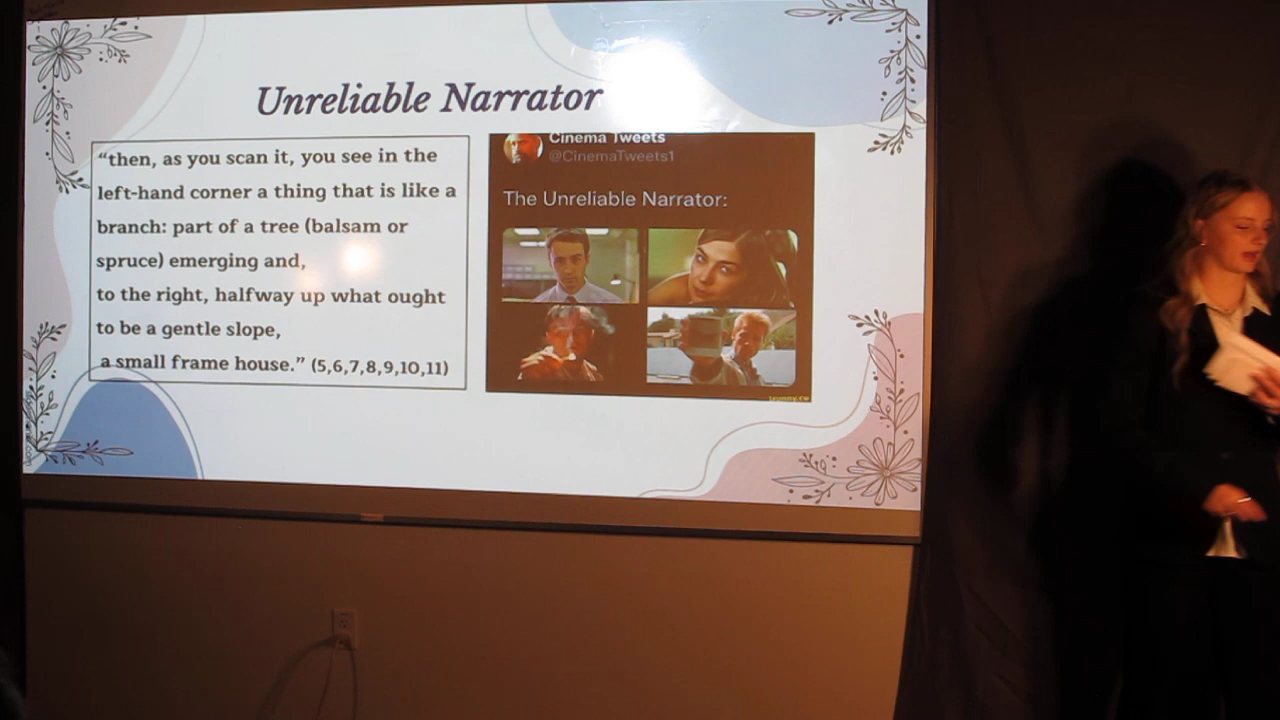 Unreliable Narrator
“then, as you scan it, you see in the
left-hand corner a thing that is like a
branch: part of a tree (balsam or
spruce) emerging and,
to the right, halfway up what ought
to be a gentle slope,
a small frame house.” (5,6,7,8,9,10,11)
Cinema Tweets
@CinemaTweets1
The Unreliable Narrator: